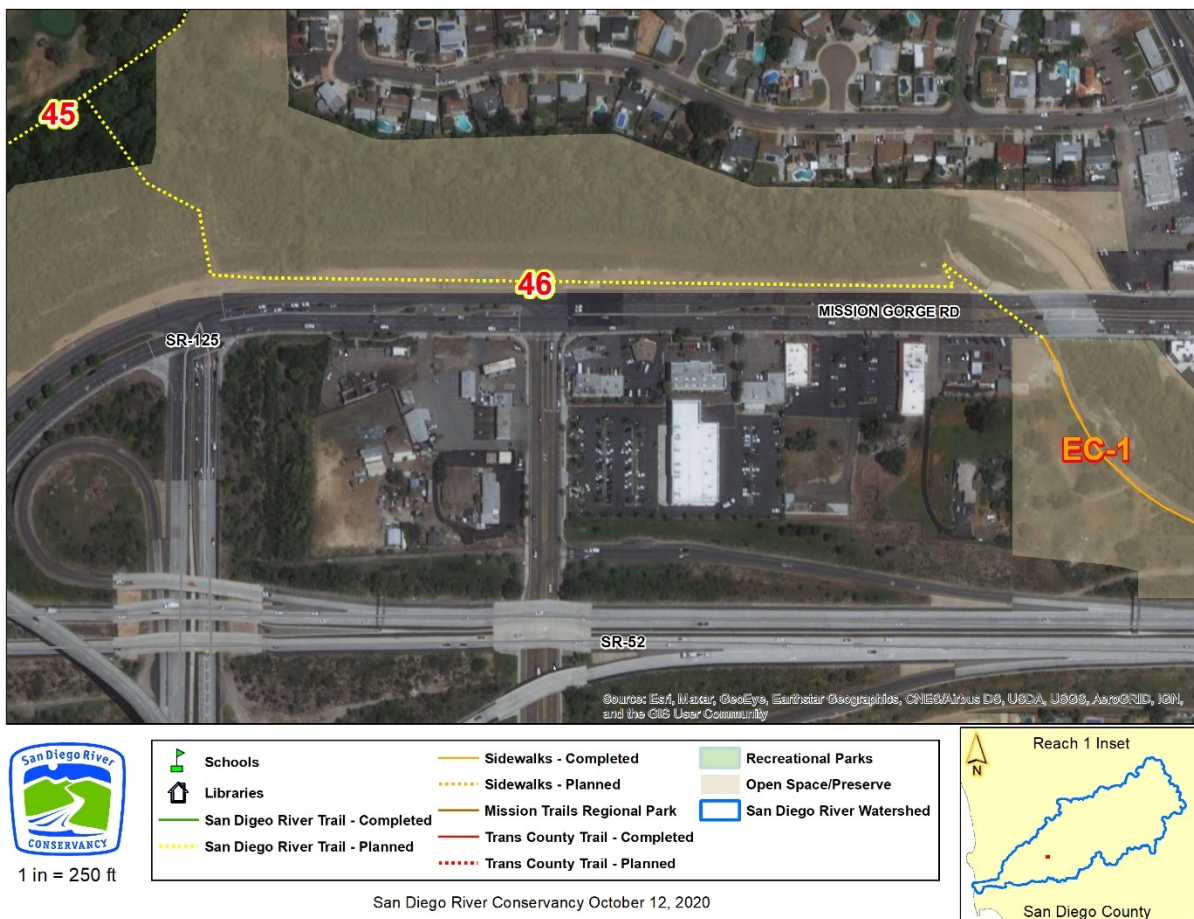 45
46
MISSION GORGE RD
SR-125
EC-1
SR-52
Source: Esri, Maxar, GeoEye, Earthstar Geographics, CNES/Airbus DS, USDA, USGS, AeroGRID, IGN,
and the GIS User Community
San Diego River
CONSERVANCY
1 in = 250 ft
Schools
Libraries
San Digeo River Trail - Completed
San Diego River Trail - Planned
Sidewalks - Completed
Sidewalks - Planned
Mission Trails Regional Park
Trans County Trail - Completed
Trans County Trail - Planned
Recreational Parks
Open Space/Preserve
San Diego River Watershed
San Diego River Conservancy October 12, 2020
Reach 1 Inset
N
San Diego County